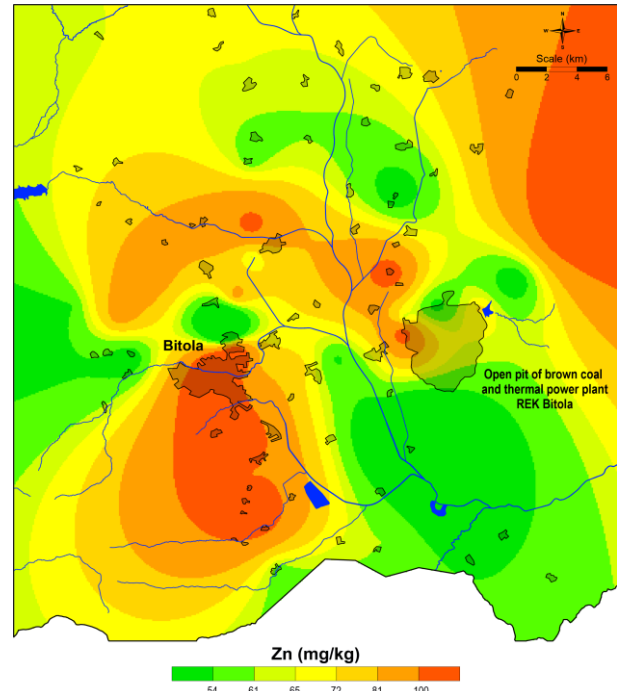 N
W E
S
Scale (km)
0 2 4 6
Bitola
Open pit of brown coal
and thermal power plant
REK Bitola
Zn (mg/kg)
54 61 65 72 81 100